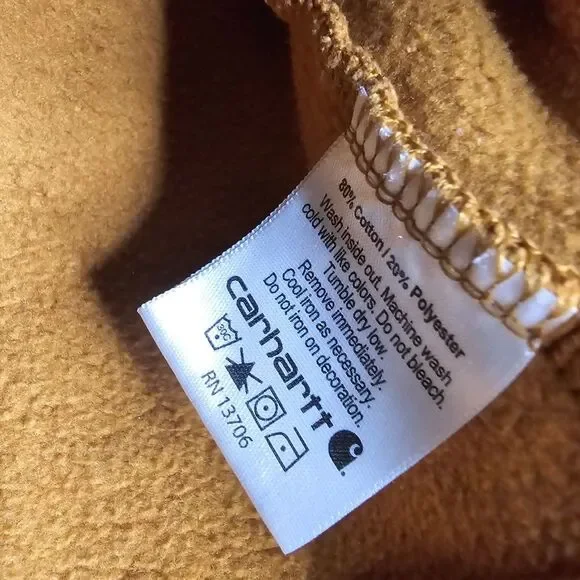 80% Cotton | 20% Polyester
Wash inside out. Machine wash
cold with like colors. Do not bleach.
Tumble dry low.
Remove immediately.
Cool iron as necessary.
Do not iron on decoration.
carhartt
30C
RN 13706